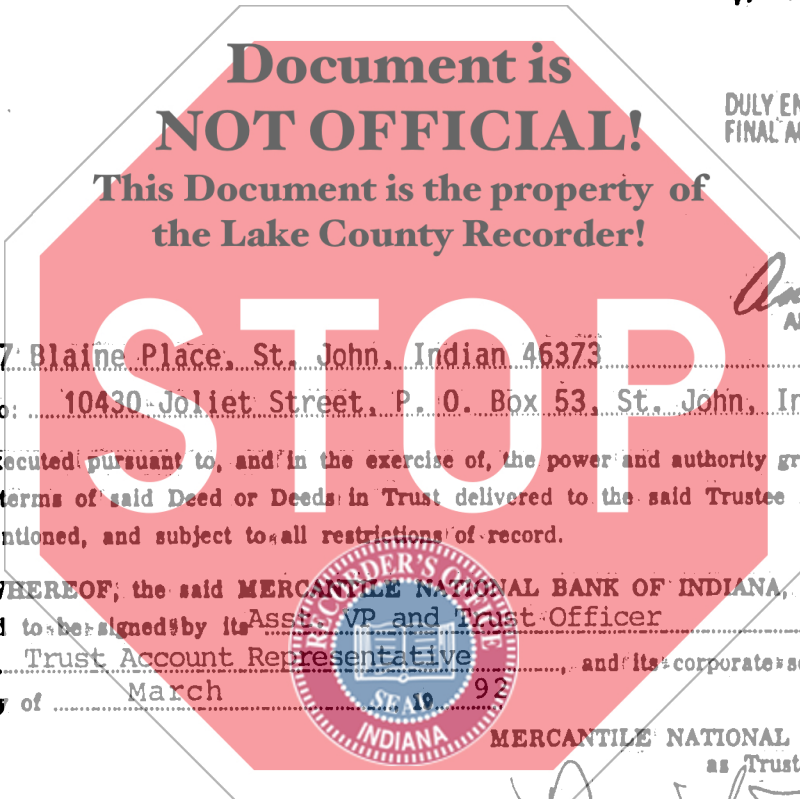 Document is
NOT OFFICIAL!
This Document is the property of
the Lake County Recorder!
DULY EN
FINAL AC
STOP
7 Blaine Place, St. John, Indian 46373
o: 10430 Joliet Street, P. O. Box 53, St. John, In
ecuted pursuant to, and in the exercise of, the power and authority gr
terms of said Deed or Deeds in Trust delivered to the said Trustee
ntioned, and subject to all restrictions of record.
HEREOF, the said MERCANTILE NATIONAL BANK OF INDIANA,
d to be signed by its Asst. VP and Trust Officer
Trust Account Representative, and its corporate se
y of March 19 92
RECORDER'S OFFICE
SEAL
INDIANA
MERCANTILE NATIONAL
as Trust